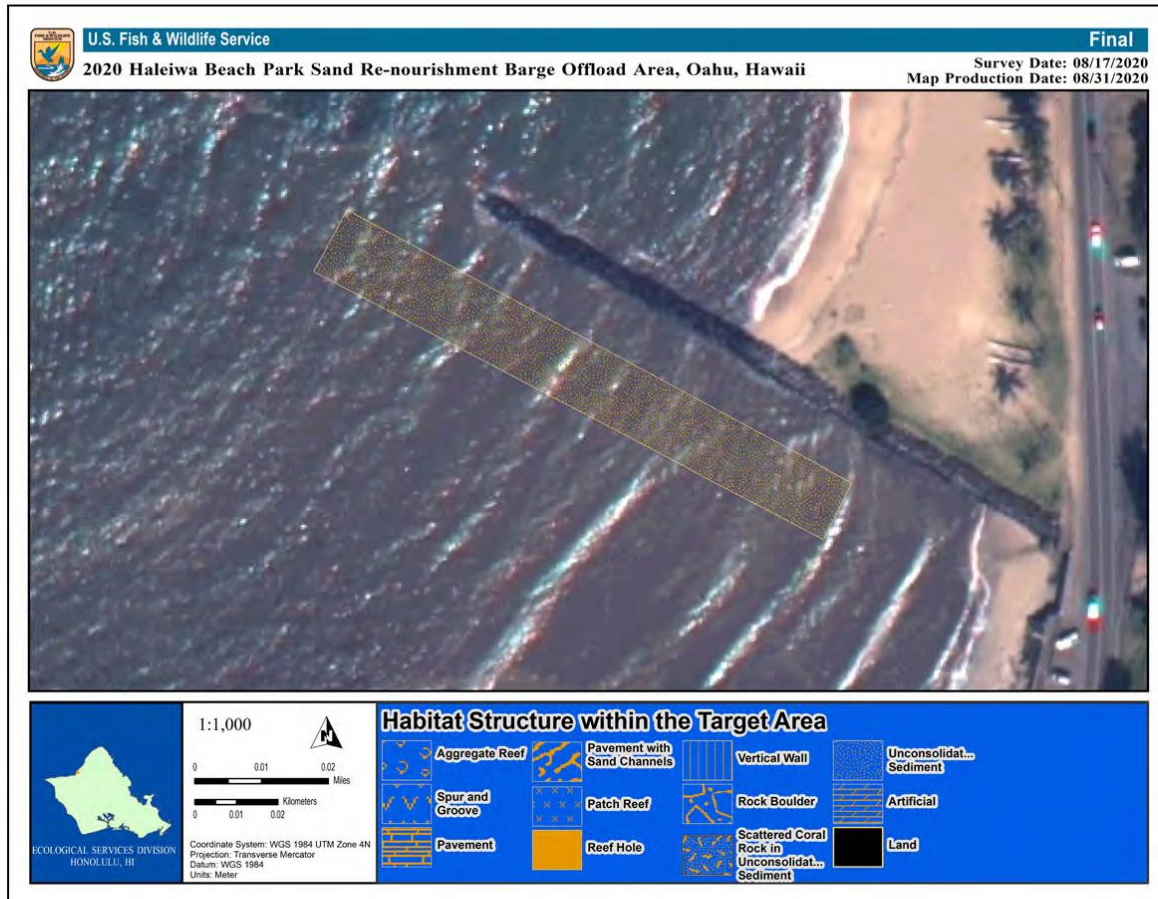 U.S.
FISH & WILDLIFE
SERVICE
U.S. Fish & Wildlife Service
Final
2020 Haleiwa Beach Park Sand Re-nourishment Barge Offload Area, Oahu, Hawaii
Survey Date: 08/17/2020
Map Production Date: 08/31/2020
ECOLOGICAL SERVICES DIVISION
HONOLULU, HI
1:1,000
N
0 0.01 0.02
Miles
Kilometers
0 0.01 0.02
Coordinate System: WGS 1984 UTM Zone 4N
Projection: Transverse Mercator
Datum: WGS 1984
Units: Meter
Habitat Structure within the Target Area
Aggregate Reef
Spur and
Groove
Pavement
Pavement with
Sand Channels
Patch Reef
Reef Hole
Vertical Wall
Rock Boulder
Scattered Coral
Rock in
Unconsolidat...
Sediment
Unconsolidat...
Sediment
Artificial
Land